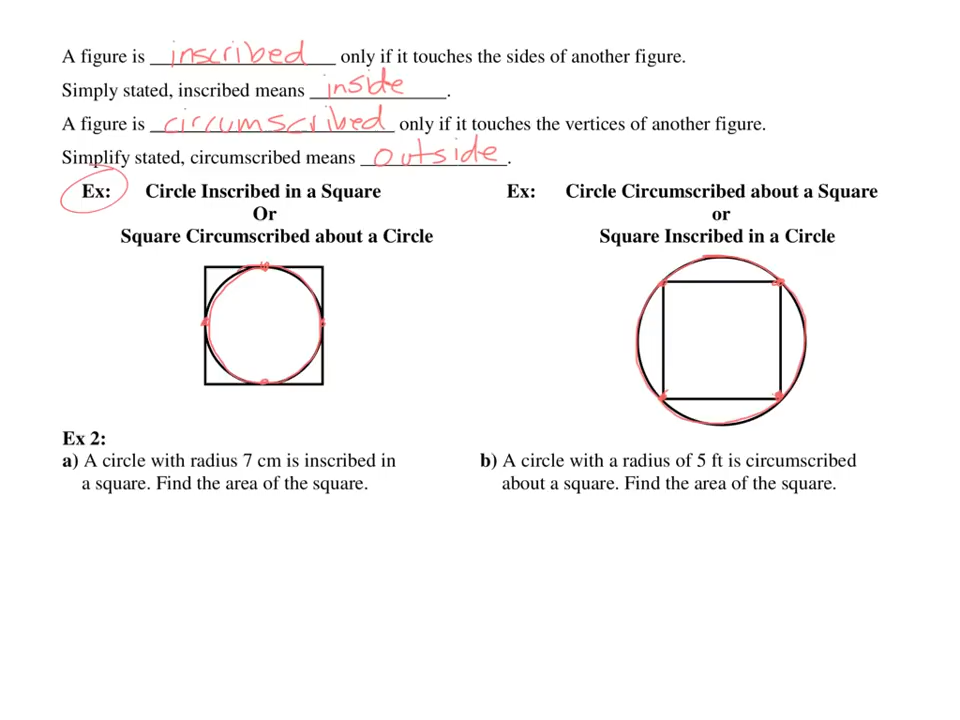 A figure is inscribed only if it touches the sides of another figure.
Simply stated, inscribed means inside.
A figure is circumscribed only if it touches the vertices of another figure.
Simplify stated, circumscribed means outside.
Ex: Circle Inscribed in a Square
Or
Square Circumscribed about a Circle
Ex: Circle Circumscribed about a Square
or
Square Inscribed in a Circle
Ex 2:
a) A circle with radius 7 cm is inscribed in
a square. Find the area of the square.
b) A circle with a radius of 5 ft is circumscribed
about a square. Find the area of the square.